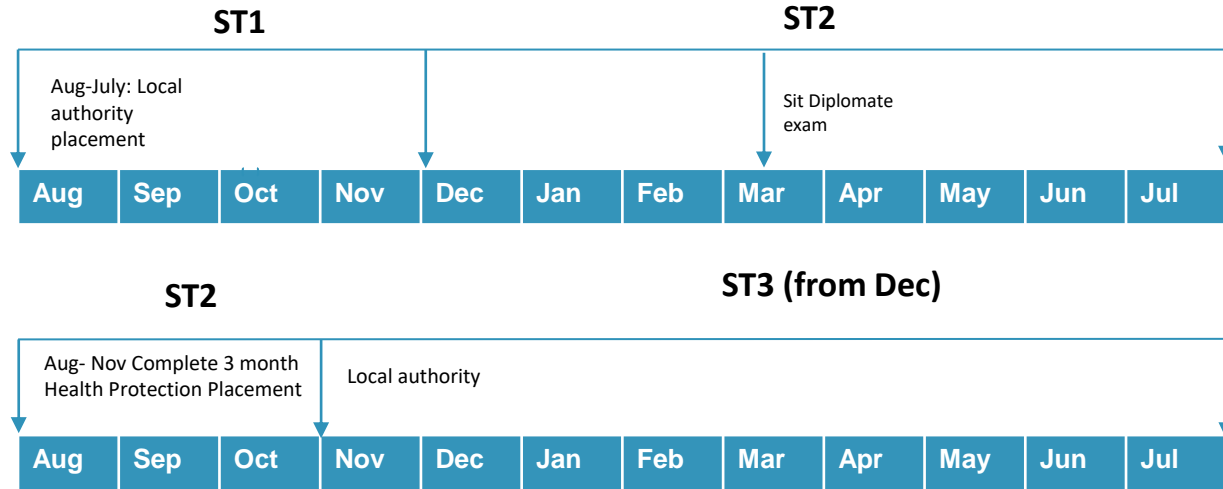 ST1 ST2
Aug-July: Local
authority
placement
Sit Diplomate
exam
Aug Sep Oct Nov Dec Jan Feb Mar Apr May Jun Jul
ST2 ST3 (from Dec)
Aug- Nov Complete 3 month
Health Protection Placement
Local authority
Aug Sep Oct Nov Dec Jan Feb Mar Apr May Jun Jul